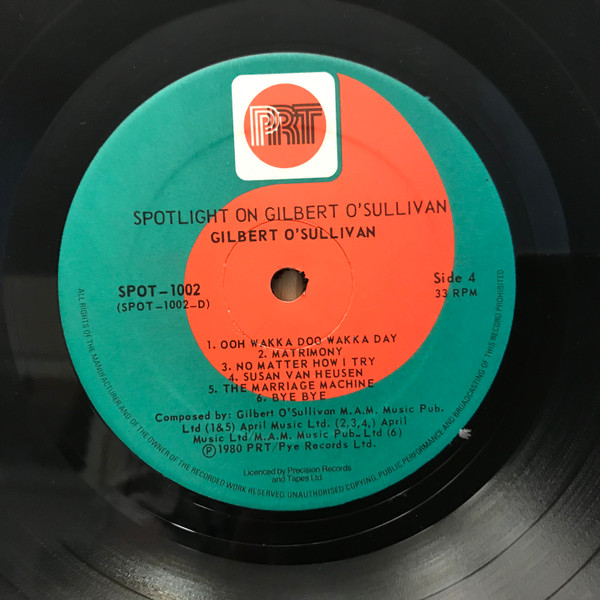 PRT
SPOTLIGHT ON GILBERT O'SULLIVAN
GILBERT O'SULLIVAN
SPOT-1002
(SPOT-1002-D)
Side 4
33 RPM
1. OOH WAKKA DOO WAKKA DAY
2. MATRIMONY
3. NO MATTER HOW I TRY
4. SUSAN VAN HEUSEN
5. THE MARRIAGE MACHINE
6. BYE BYE
Composed by: Gilbert O'Sullivan M.A.M. Music Pub.
Ltd (1&5) April Music Ltd. (2,3,4,) April
Music Ltd/M.A.M. Music Pub. Ltd (6)
Ⓟ1980 PRT/Pye Records Ltd.
Licenced by Precision Records
and Tapes Ltd
ALL RIGHTS OF THE MANUFACTURER AND OF THE OWNER OF THE RECORDED WORK RESERVED. UNAUTHORISED COPYING, PUBLIC PERFORMANCE AND BROADCASTING OF THIS RECORD PROHIBITED